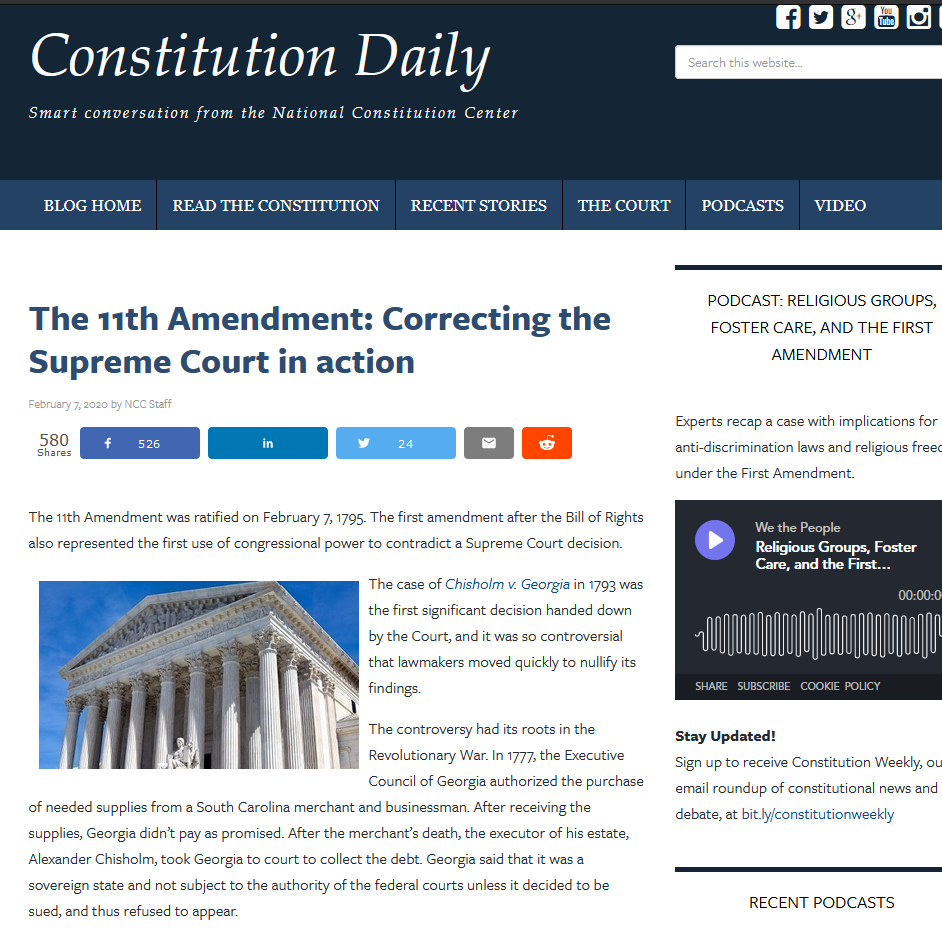 Constitution Daily
Smart conversation from the National Constitution Center
Search this website...
BLOG HOME
READ THE CONSTITUTION
RECENT STORIES
THE COURT
PODCASTS
VIDEO
The 11th Amendment: Correcting the
Supreme Court in action
February 7, 2020 by NCC Staff
580
Shares
526
24
The 11th Amendment was ratified on February 7, 1795. The first amendment after the Bill of Rights
also represented the first use of congressional power to contradict a Supreme Court decision.
The case of Chisholm v. Georgia in 1793 was
the first significant decision handed down
by the Court, and it was so controversial
that lawmakers moved quickly to nullify its
findings.
The controversy had its roots in the
Revolutionary War. In 1777, the Executive
Council of Georgia authorized the purchase
of needed supplies from a South Carolina merchant and businessman. After receiving the
supplies, Georgia didn’t pay as promised. After the merchant’s death, the executor of his estate,
Alexander Chisholm, took Georgia to court to collect the debt. Georgia said that it was a
sovereign state and not subject to the authority of the federal courts unless it decided to be
sued, and thus refused to appear.
PODCAST: RELIGIOUS GROUPS,
FOSTER CARE, AND THE FIRST
AMENDMENT
Experts recap a case with implications for
anti-discrimination laws and religious freed
under the First Amendment.
We the People
Religious Groups, Foster
Care, and the First...
00:00:0
SHARE SUBSCRIBE COOKIE POLICY
Stay Updated!
Sign up to receive Constitution Weekly, ou
email roundup of constitutional news and
debate, at bit.ly/constitutionweekly
RECENT PODCASTS